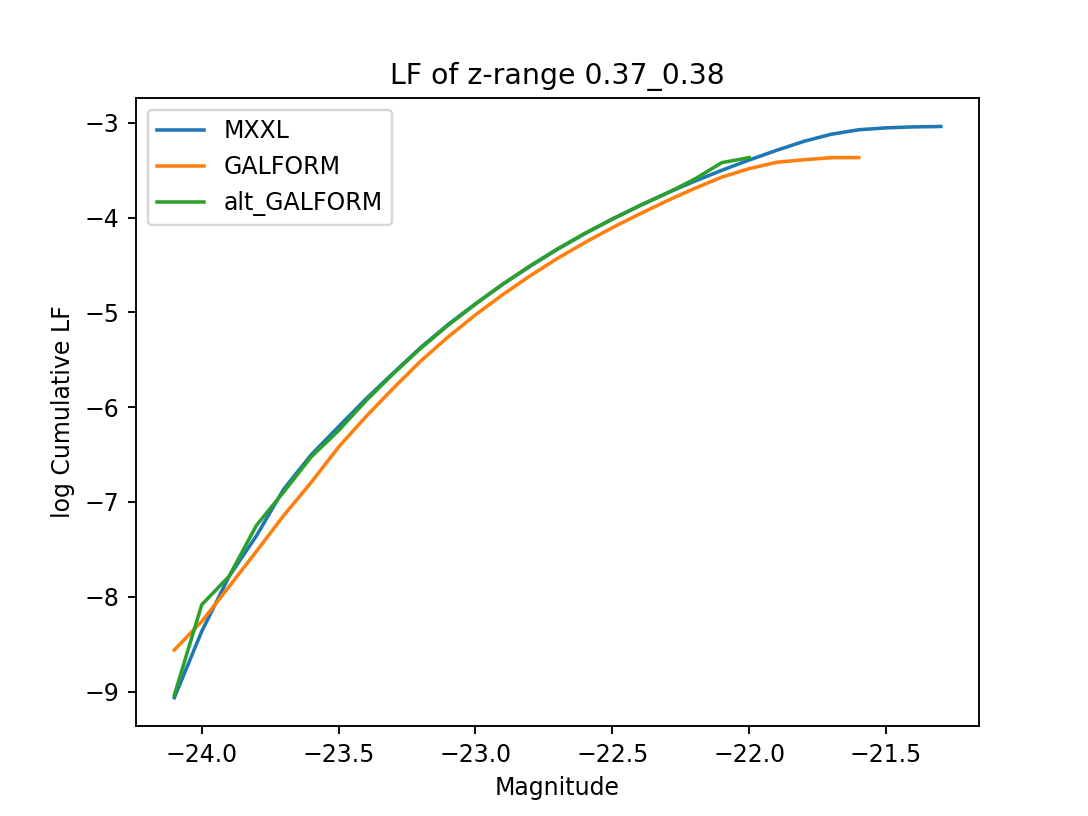 LF of z-range 0.37_0.38
MXXL
GALFORM
alt_GALFORM
log Cumulative LF
−3
−4
−5
−6
−7
−8
−9
−24.0
−23.5
−23.0
−22.5
−22.0
−21.5
Magnitude